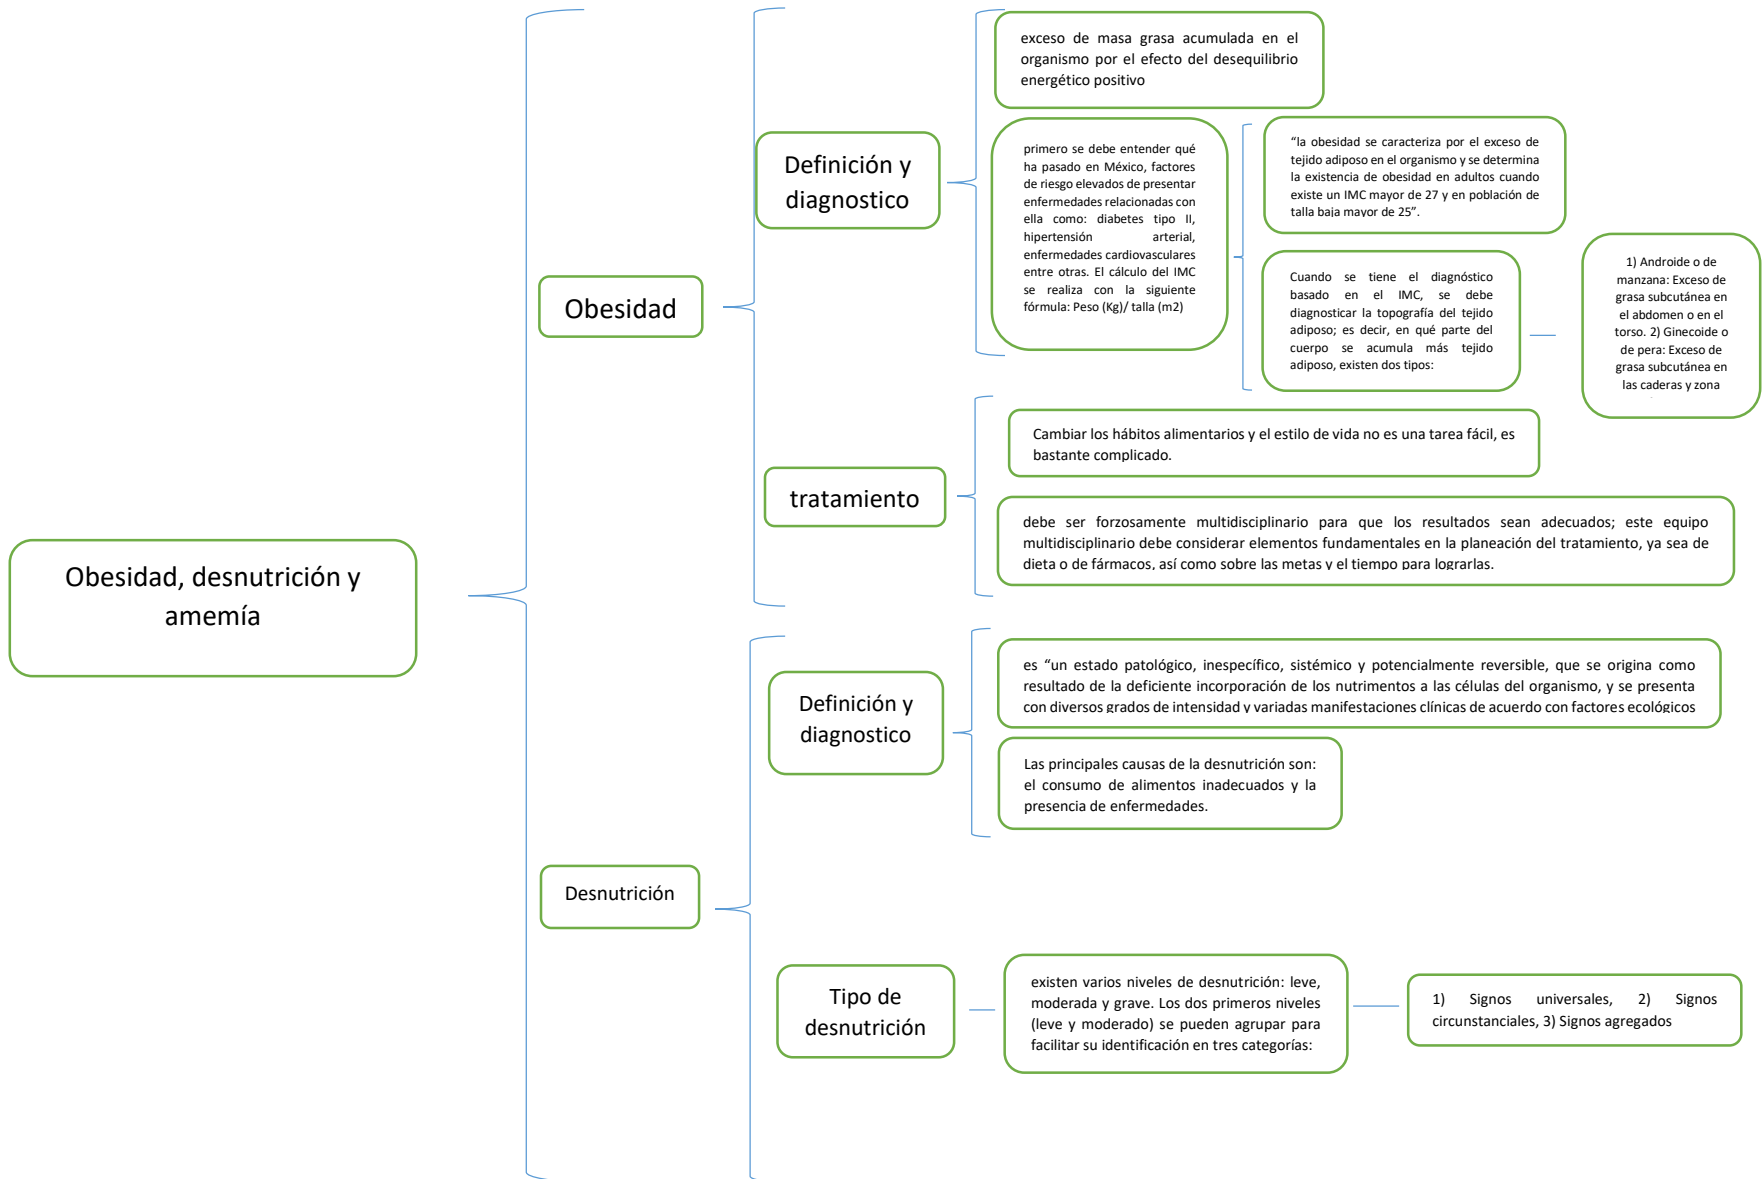 Obesidad, desnutrición y
amemía
Obesidad
Definición y
diagnostico
exceso de masa grasa acumulada en el
organismo por el efecto del desequilibrio
energético positivo
primero se debe entender qué
ha pasado en México, factores
de riesgo elevados de presentar
enfermedades relacionadas con
ella como: diabetes tipo II,
hipertensión arterial,
enfermedades cardiovasculares
entre otras. El cálculo del IMC
se realiza con la siguiente
fórmula: Peso (Kg)/ talla (m2)
“la obesidad se caracteriza por el exceso de
tejido adiposo en el organismo y se determina
la existencia de obesidad en adultos cuando
existe un IMC mayor de 27 y en población de
talla baja mayor de 25”.
Cuando se tiene el diagnóstico
basado en el IMC, se debe
diagnosticar la topografía del tejido
adiposo; es decir, en qué parte del
cuerpo se acumula más tejido
adiposo, existen dos tipos:
1) Androide o de
manzana: Exceso de
grasa subcutánea en
el abdomen o en el
torso. 2) Ginecoide o
de pera: Exceso de
grasa subcutánea en
las caderas y zona
tratamiento
Cambiar los hábitos alimentarios y el estilo de vida no es una tarea fácil, es
bastante complicado.
debe ser forzosamente multidisciplinario para que los resultados sean adecuados; este equipo
multidisciplinario debe considerar elementos fundamentales en la planeación del tratamiento, ya sea de
dieta o de fármacos, así como sobre las metas y el tiempo para lograrlas.
Desnutrición
Definición y
diagnostico
es “un estado patológico, inespecífico, sistémico y potencialmente reversible, que se origina como
resultado de la deficiente incorporación de los nutrimentos a las células del organismo, y se presenta
con diversos grados de intensidad y variadas manifestaciones clínicas de acuerdo con factores ecológicos
Las principales causas de la desnutrición son:
el consumo de alimentos inadecuados y la
presencia de enfermedades.
Tipo de
desnutrición
existen varios niveles de desnutrición: leve,
moderada y grave. Los dos primeros niveles
(leve y moderado) se pueden agrupar para
facilitar su identificación en tres categorías:
1) Signos universales, 2) Signos
circunstanciales, 3) Signos agregados